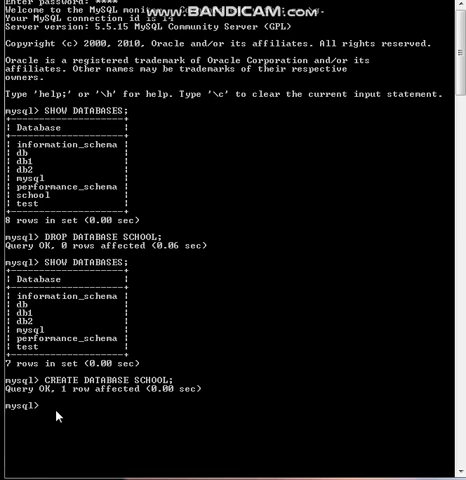 Enter password: ****
www.BANDICAM.com
Welcome to the MySQL monitor. Commands end with ; or \g.
Your MySQL connection id is 14
Server version: 5.5.15 MySQL Community Server (GPL)
Copyright (c) 2000, 2010, Oracle and/or its affiliates. All rights reserved.
Oracle is a registered trademark of Oracle Corporation and/or its
affiliates. Other names may be trademarks of their respective
owners.
Type 'help;' or '\h' for help. Type '\c' to clear the current input statement.
mysql> SHOW DATABASES;
+--------------------+
| Database           |
+--------------------+
| information_schema |
| db                 |
| db1                |
| db2                |
| mysql              |
| performance_schema |
| school             |
| test               |
+--------------------+
8 rows in set (0.00 sec)
mysql> DROP DATABASE SCHOOL;
Query OK, 0 rows affected (0.06 sec)
mysql> SHOW DATABASES;
+--------------------+
| Database           |
+--------------------+
| information_schema |
| db                 |
| db1                |
| db2                |
| mysql              |
| performance_schema |
| test               |
+--------------------+
7 rows in set (0.00 sec)
mysql> CREATE DATABASE SCHOOL;
Query OK, 1 row affected (0.00 sec)
mysql>